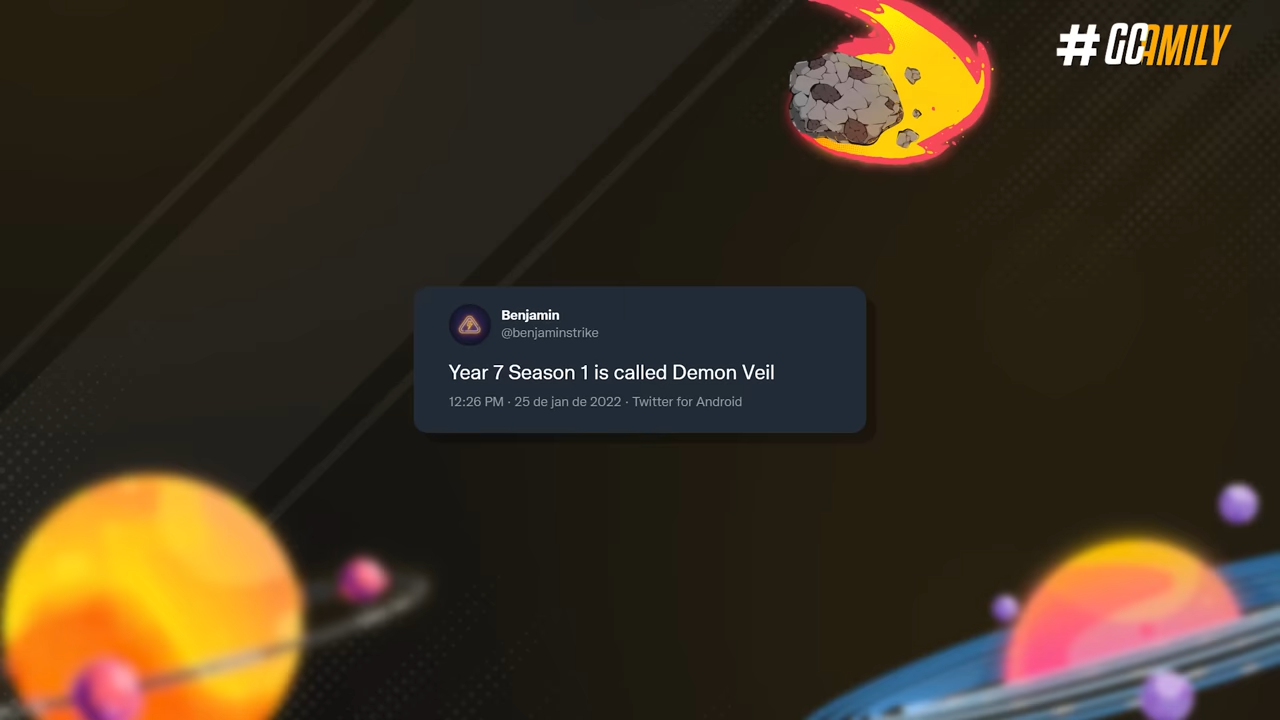 #GCFAMILY
Benjamin
@benjaminstrike
Year 7 Season 1 is called Demon Veil
12:26 PM · 25 de jan de 2022 · Twitter for Android